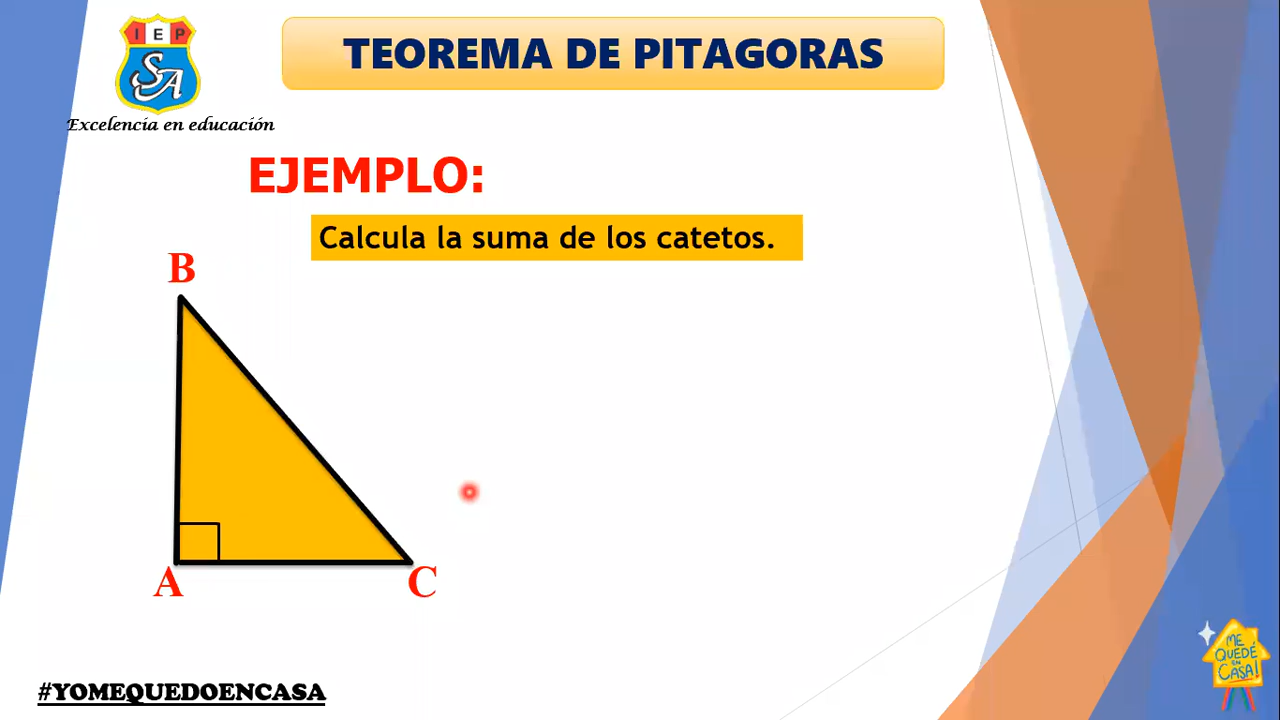 I E P
SA
Excelencia en educación
TEOREMA DE PITAGORAS
EJEMPLO:
Calcula la suma de los catetos.
B
A
C
#YOMEQUEDOENCASA
ME
QUEDÉ
EN
CASA!